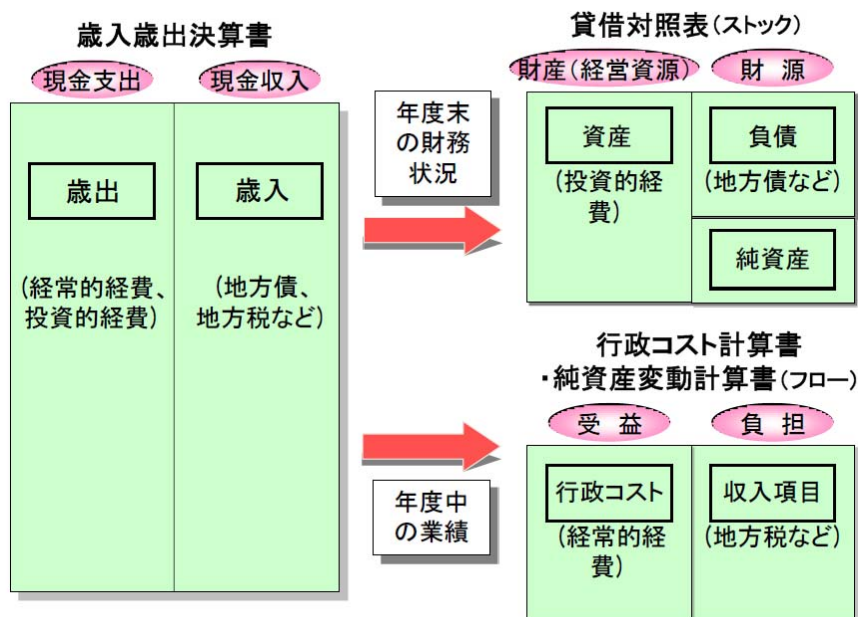 歳入歳出決算書
現金支出
現金収入
歳出
歳入
(経常的経費、
投資的経費)
(地方債、
地方税など)
年度末
の財務
状況
年度中
の業績
貸借対照表(ストック)
財産(経営資源)
財 源
資産
(投資的経
費)
負債
(地方債など)
純資産
行政コスト計算書
・純資産変動計算書(フロー)
受 益
負 担
行政コスト
(経常的経
費)
収入項目
(地方税など)